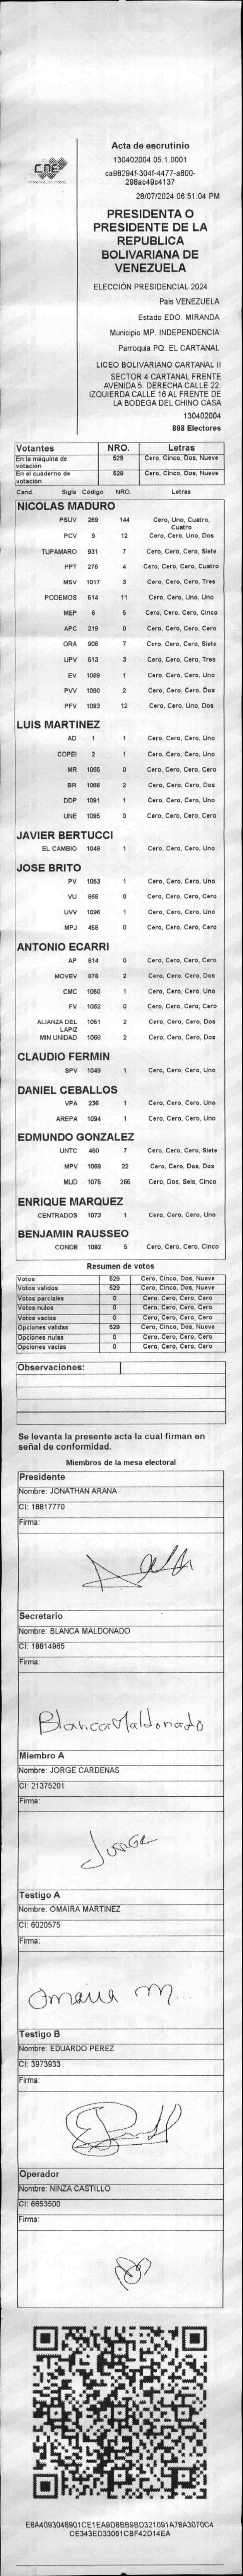 CNE
Acta de escrutinio
130402004.05.1.0001
ca98294f-304f-4477-a800-
298ac49c4137
28/07/2024 06:51:04 PM
PRESIDENTA O
PRESIDENTE DE LA
REPUBLICA
BOLIVARIANA DE
VENEZUELA
ELECCIÓN PRESIDENCIAL 2024
País VENEZUELA
Estado EDO. MIRANDA
Municipio MP. INDEPENDENCIA
Parroquia PQ. EL CARTANAL
LICEO BOLIVARIANO CARTANAL II
SECTOR 4 CARTANAL FRENTE
AVENIDA 5. DERECHA CALLE 22.
IZQUIERDA CALLE 16 AL FRENTE DE
LA BODEGA DEL CHINO CASA
130402004
898 Electores
Votantes NRO. Letras
En la máquina de votación 529 Cero, Cinco, Dos, Nueve
En el cuaderno de votación 529 Cero, Cinco, Dos, Nueve
Cand. Sigla Código NRO. Letras
NICOLAS MADURO
PSUV 269 144 Cero, Uno, Cuatro, Cuatro
PCV 9 12 Cero, Cero, Uno, Dos
TUPAMARO 931 7 Cero, Cero, Cero, Siete
PPT 276 4 Cero, Cero, Cero, Cuatro
MSV 1017 3 Cero, Cero, Cero, Tres
PODEMOS 514 11 Cero, Cero, Uno, Uno
MEP 6 5 Cero, Cero, Cero, Cinco
APC 219 0 Cero, Cero, Cero, Cero
ORA 906 7 Cero, Cero, Cero, Siete
UPV 513 3 Cero, Cero, Cero, Tres
EV 1089 1 Cero, Cero, Cero, Uno
PVV 1090 2 Cero, Cero, Cero, Dos
PFV 1093 12 Cero, Cero, Uno, Dos
LUIS MARTINEZ
AD 1 1 Cero, Cero, Cero, Uno
COPEI 2 1 Cero, Cero, Cero, Uno
MR 1065 0 Cero, Cero, Cero, Cero
BR 1066 2 Cero, Cero, Cero, Dos
DDP 1091 1 Cero, Cero, Cero, Uno
UNE 1095 0 Cero, Cero, Cero, Cero
JAVIER BERTUCCI
EL CAMBIO 1048 1 Cero, Cero, Cero, Uno
JOSE BRITO
PV 1053 1 Cero, Cero, Cero, Uno
VU 868 0 Cero, Cero, Cero, Cero
UVV 1096 1 Cero, Cero, Cero, Uno
MPJ 458 0 Cero, Cero, Cero, Cero
ANTONIO ECARRI
AP 814 0 Cero, Cero, Cero, Cero
MOVEV 878 2 Cero, Cero, Cero, Dos
CMC 1050 1 Cero, Cero, Cero, Uno
FV 1062 0 Cero, Cero, Cero, Cero
ALIANZA DEL LAPIZ 1051 2 Cero, Cero, Cero, Dos
MIN UNIDAD 1068 2 Cero, Cero, Cero, Dos
CLAUDIO FERMIN
SPV 1049 1 Cero, Cero, Cero, Uno
DANIEL CEBALLOS
VPA 236 1 Cero, Cero, Cero, Uno
AREPA 1094 1 Cero, Cero, Cero, Uno
EDMUNDO GONZALEZ
UNTC 460 7 Cero, Cero, Cero, Siete
MPV 1069 22 Cero, Cero, Dos, Dos
MUD 1075 265 Cero, Dos, Seis, Cinco
ENRIQUE MARQUEZ
CENTRADOS 1073 1 Cero, Cero, Cero, Uno
BENJAMIN RAUSSEO
CONDE 1092 5 Cero, Cero, Cero, Cinco
Resumen de votos
Votos 529 Cero, Cinco, Dos, Nueve
Votos validos 529 Cero, Cinco, Dos, Nueve
Votos parciales 0 Cero, Cero, Cero, Cero
Votos nulos 0 Cero, Cero, Cero, Cero
Votos vacíos 0 Cero, Cero, Cero, Cero
Opciones validas 529 Cero, Cinco, Dos, Nueve
Opciones nulas 0 Cero, Cero, Cero, Cero
Opciones vacías 0 Cero, Cero, Cero, Cero
Observaciones:
Se levanta la presente acta la cual firman en
señal de conformidad.
Miembros de la mesa electoral
Presidente
Nombre: JONATHAN ARANA
CI: 18817770
Firma:
Secretario
Nombre: BLANCA MALDONADO
CI: 18814965
Firma:
Blanca Maldonado
Miembro A
Nombre: JORGE CARDENAS
CI: 21375201
Firma:
Jorge
Testigo A
Nombre: OMAIRA MARTINEZ
CI: 6020575
Firma:
Omaira M...
Testigo B
Nombre: EDUARDO PEREZ
CI: 3973933
Firma:
Operador
Nombre: NINZA CASTILLO
CI: 6653500
Firma:
E8A4093048901CE1EA9D8BB9BD321091A78A3070C4
CE343ED33061CBF42D14EA